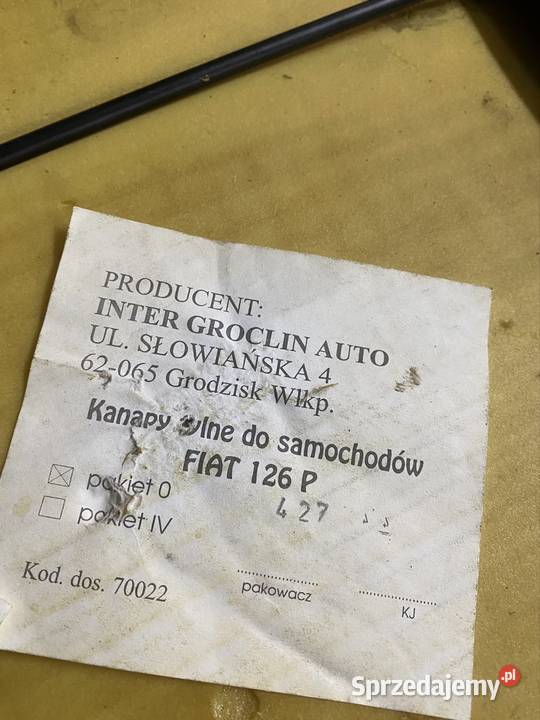 PRODUCENT:
INTER GROCLIN AUTO
UL. SŁOWIAŃSKA 4
62-065 Grodzisk Wlkp.
Kanapy tylne do samochodów
FIAT 126 P
pakiet 0
427
pakiet IV
Kod. dos. 70022
pakowacz
KJ
Sprzedajemy.pl